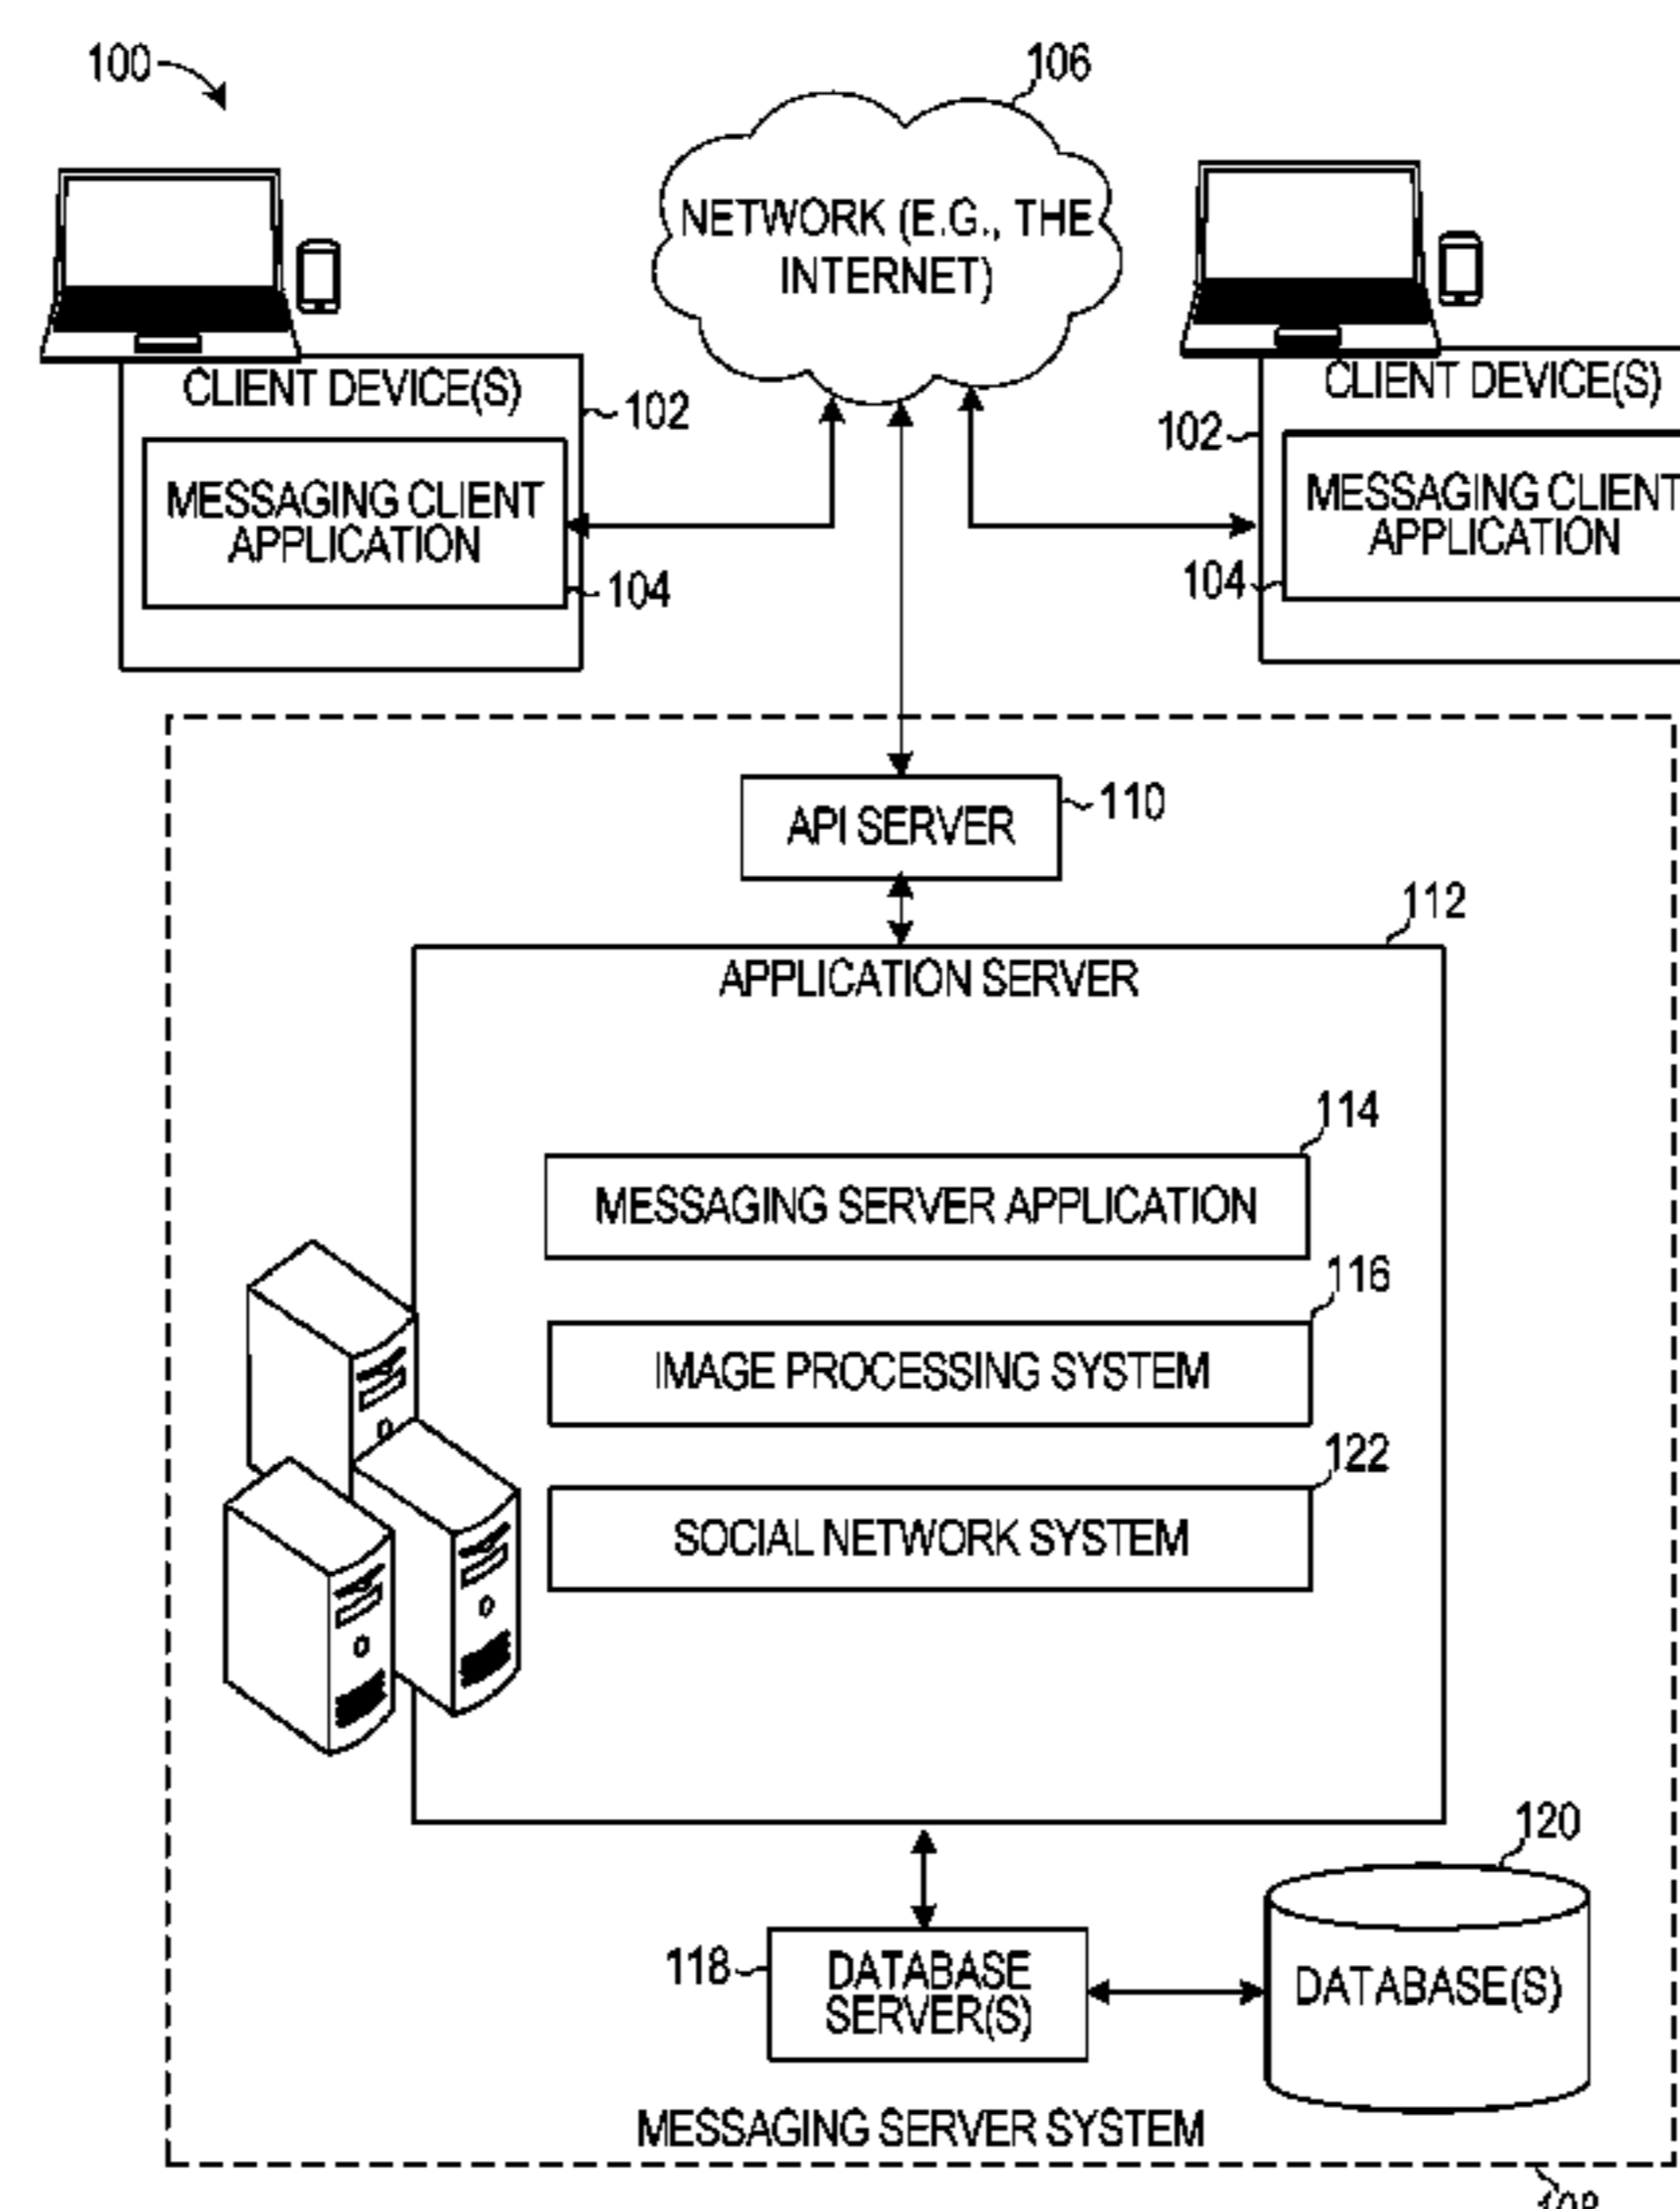 100
106
NETWORK (E.G., THE
INTERNET)
CLIENT DEVICE(S)
102
MESSAGING CLIENT
APPLICATION
104
CLIENT DEVICE(S)
102
MESSAGING CLIENT
APPLICATION
104
API SERVER
110
112
APPLICATION SERVER
114
MESSAGING SERVER APPLICATION
116
IMAGE PROCESSING SYSTEM
122
SOCIAL NETWORK SYSTEM
120
118
DATABASE
SERVER(S)
DATABASE(S)
MESSAGING SERVER SYSTEM